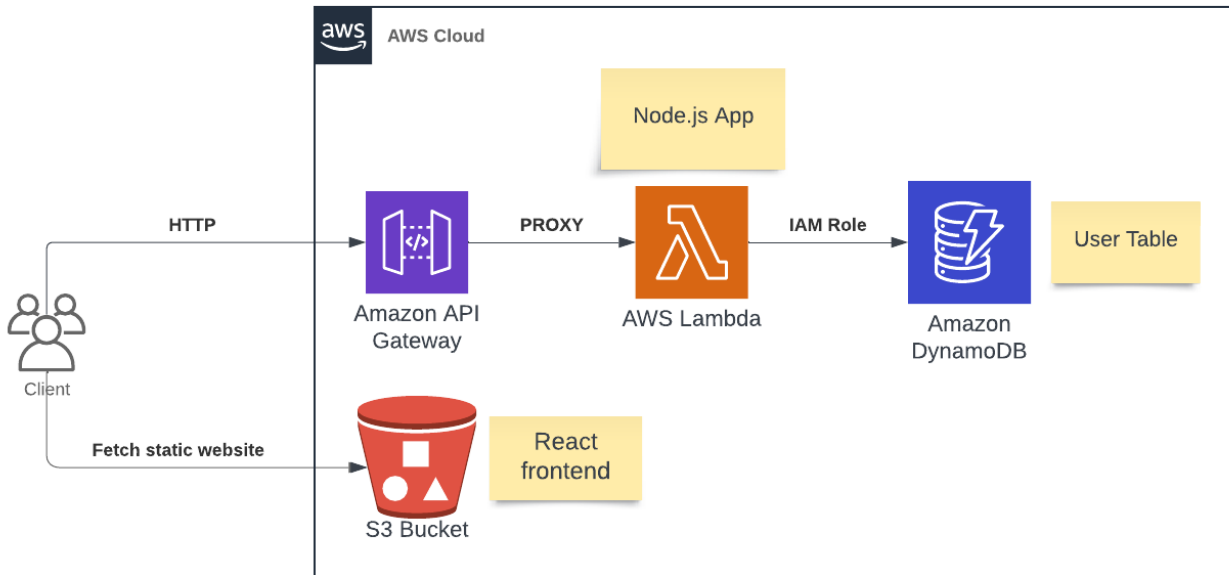 aws
AWS Cloud
Node.js App
HTTP
PROXY
IAM Role
User Table
Amazon API
Gateway
AWS Lambda
Amazon
DynamoDB
Client
Fetch static website
React
frontend
S3 Bucket